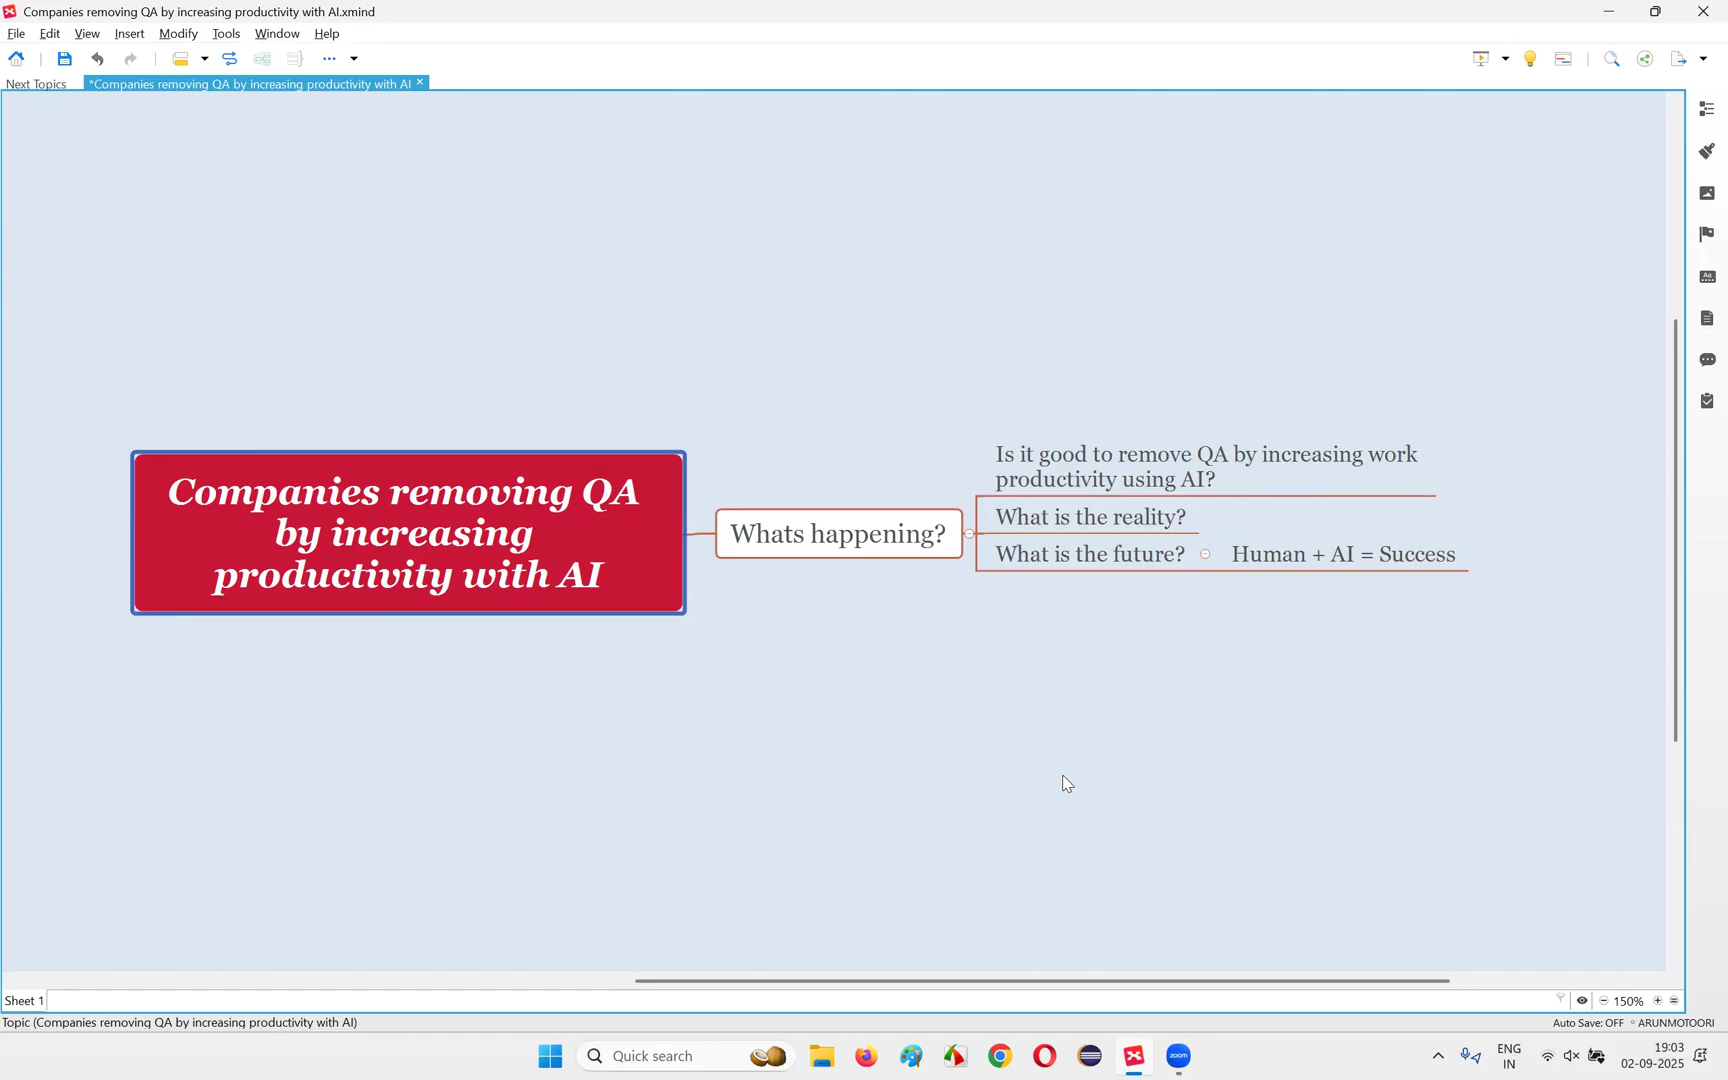 Companies removing QA by increasing productivity with AI.xmind
File Edit View Insert Modify Tools Window Help
Next Topics *Companies removing QA by increasing productivity with AI
Companies removing QA
by increasing
productivity with AI
Whats happening?
Is it good to remove QA by increasing work
productivity using AI?
What is the reality?
What is the future? Human + AI = Success
Sheet 1
150%
Topic (Companies removing QA by increasing productivity with AI)
Auto Save: OFF ARUNMOTOORI
Quick search
zoom
ENG
IN
19:03
02-09-2025